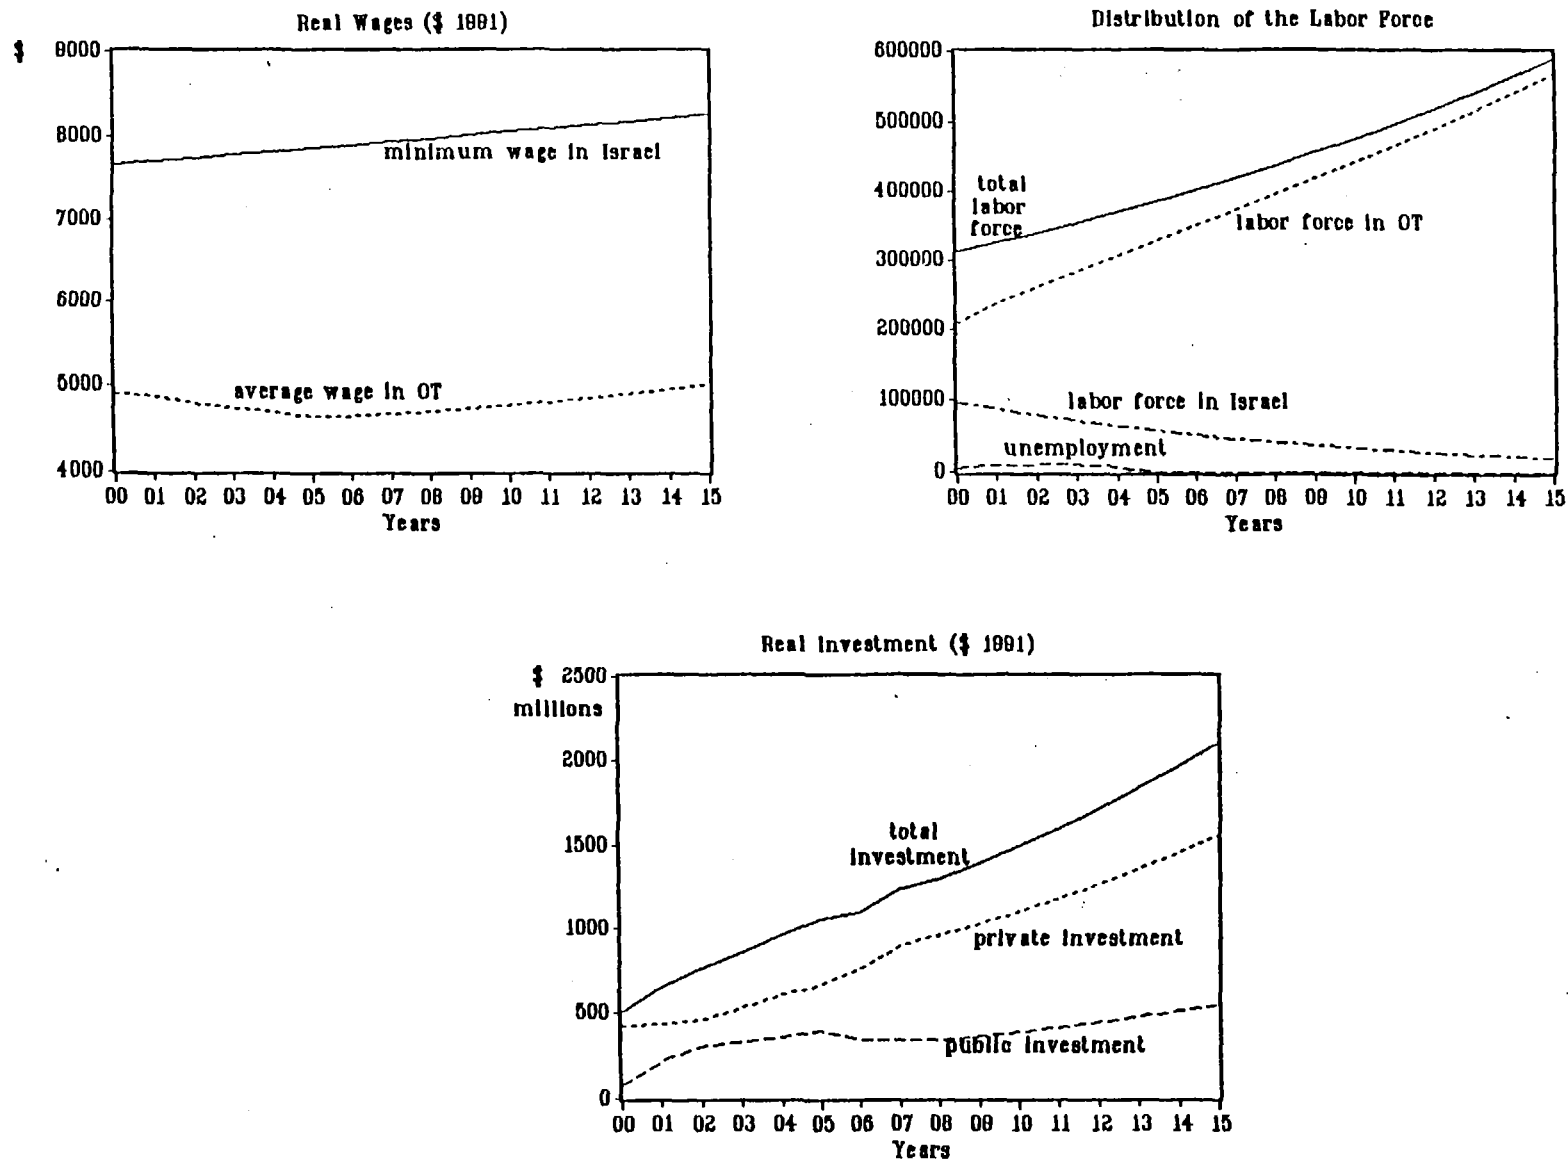 Real Wages ($ 1991)
$ 9000
8000
7000
6000
5000
4000
minimum wage in Israel
average wage in OT
00 01 02 03 04 05 06 07 08 09 10 11 12 13 14 15
Years
Distribution of the Labor Force
600000
500000
400000
300000
200000
100000
0
total
labor
force
labor force in OT
labor force in Israel
unemployment
00 01 02 03 04 05 06 07 08 09 10 11 12 13 14 15
Years
Real Investment ($ 1991)
$ 2500
millions
2000
1500
1000
500
0
total
investment
private investment
public investment
00 01 02 03 04 05 06 07 08 09 10 11 12 13 14 15
Years